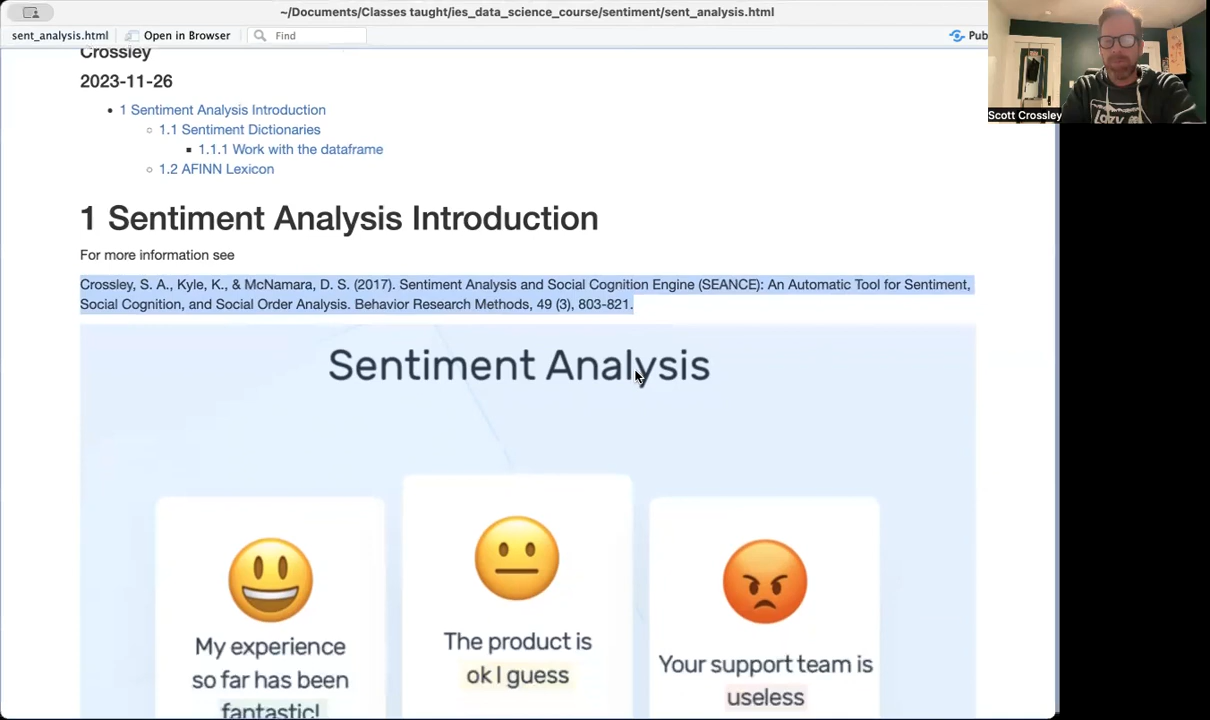 ~/Documents/Classes taught/ies_data_science_course/sentiment/sent_analysis.html
sent_analysis.html
Open in Browser
Find
Pub
Scott Crossley
Crossley
2023-11-26
1 Sentiment Analysis Introduction
1.1 Sentiment Dictionaries
1.1.1 Work with the dataframe
1.2 AFINN Lexicon
1 Sentiment Analysis Introduction
For more information see
Crossley, S. A., Kyle, K., & McNamara, D. S. (2017). Sentiment Analysis and Social Cognition Engine (SEANCE): An Automatic Tool for Sentiment,
Social Cognition, and Social Order Analysis. Behavior Research Methods, 49 (3), 803-821.
Sentiment Analysis
My experience
so far has been
fantastic!
The product is
ok I guess
Your support team is
useless